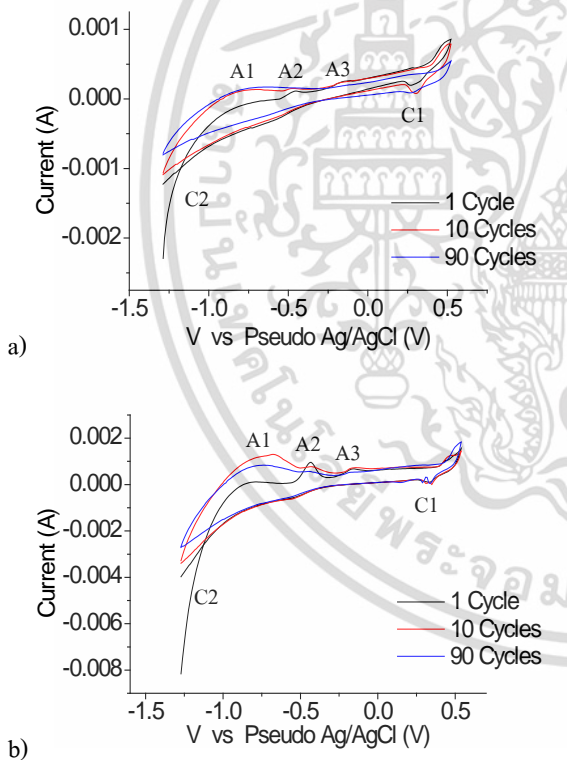 0.001
A1 A2 A3
0.000
C1
Current (A)
-0.001
C2
1 Cycle
10 Cycles
-0.002
90 Cycles
-1.5 -1.0 -0.5 0.0 0.5
V vs Pseudo Ag/AgCl (V)
a)
0.002
A1 A2 A3
0.000
C1
-0.002
Current (A)
-0.004
C2
1 Cycle
-0.006
10 Cycles
90 Cycles
-0.008
-1.5 -1.0 -0.5 0.0 0.5
V vs Pseudo Ag/AgCl (V)
b)